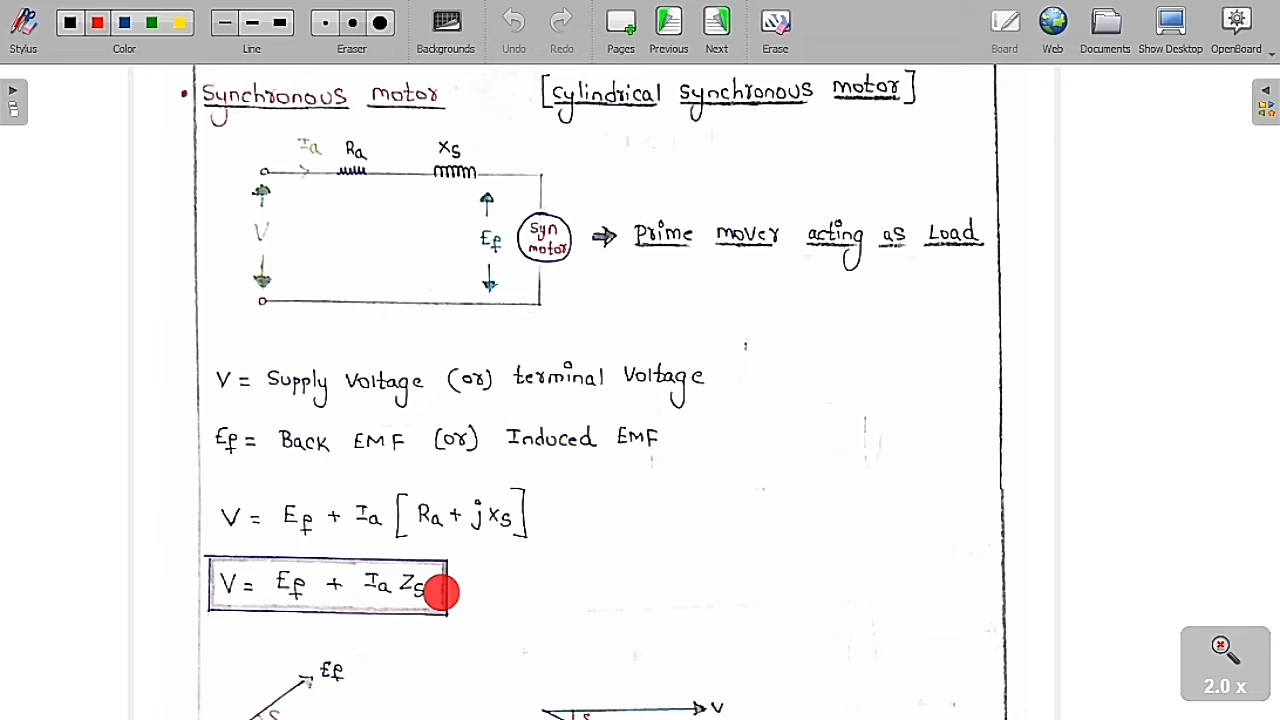 Stylus Color Line Eraser Backgrounds Undo Redo Pages Previous Next Erase Board Web Documents Show Desktop OpenBoard
• Synchronous motor [cylindrical synchronous motor]
Ia Ra Xs
V Ef Syn motor ⇒ Prime mover acting as Load
V = Supply Voltage (or) terminal Voltage
Ef = Back EMF (or) Induced EMF
V = Ef + Ia [Ra + jXs]
V = Ef + Ia Zs
Ef
δ δ V
2.0 x